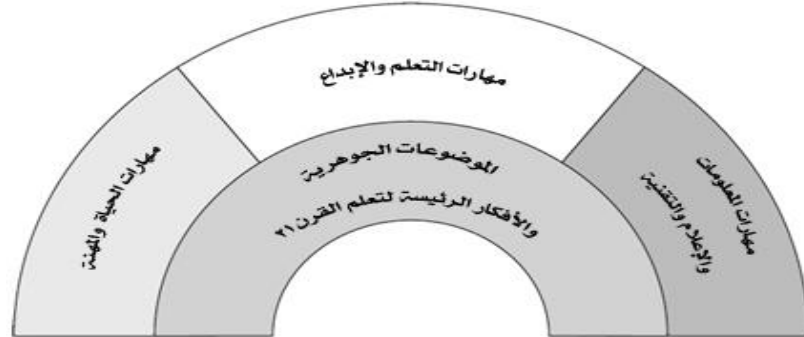 مهارات التعلم والإبداع
مهارات المعلومات
والإعلام والتقنية
مهارات الحياة والمهنة
الموضوعات الجوهرية
والأفكار الرئيسة لتعلم القرن ٢١